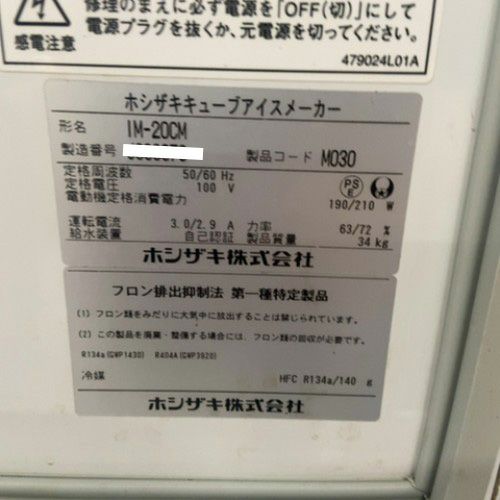 修理のまえに必ず電源を「OFF(切)」にして
電源プラグを抜くか、元電源を切ってください。
感電注意
479024L01A
ホシザキキューブアイスメーカー
形名 IM-20CM
製造番号 製品コード M030
定格周波数 50/60 Hz
定格電圧 100 V
電動機定格消費電力 190/210 W
PSE
運転電流 3.0/2.9 A 力率 63/72 %
給水装置 自己認証 製品質量 34 kg
ホシザキ株式会社
フロン排出抑制法 第一種特定製品
(1) フロン類をみだりに大気中に放出することは禁じられています。
(2) この製品を廃棄・整備する場合には、フロン類の回収が必要です。
R134a(GWP1430) R404A(GWP3920)
冷媒 HFC R134a/140 g
ホシザキ株式会社